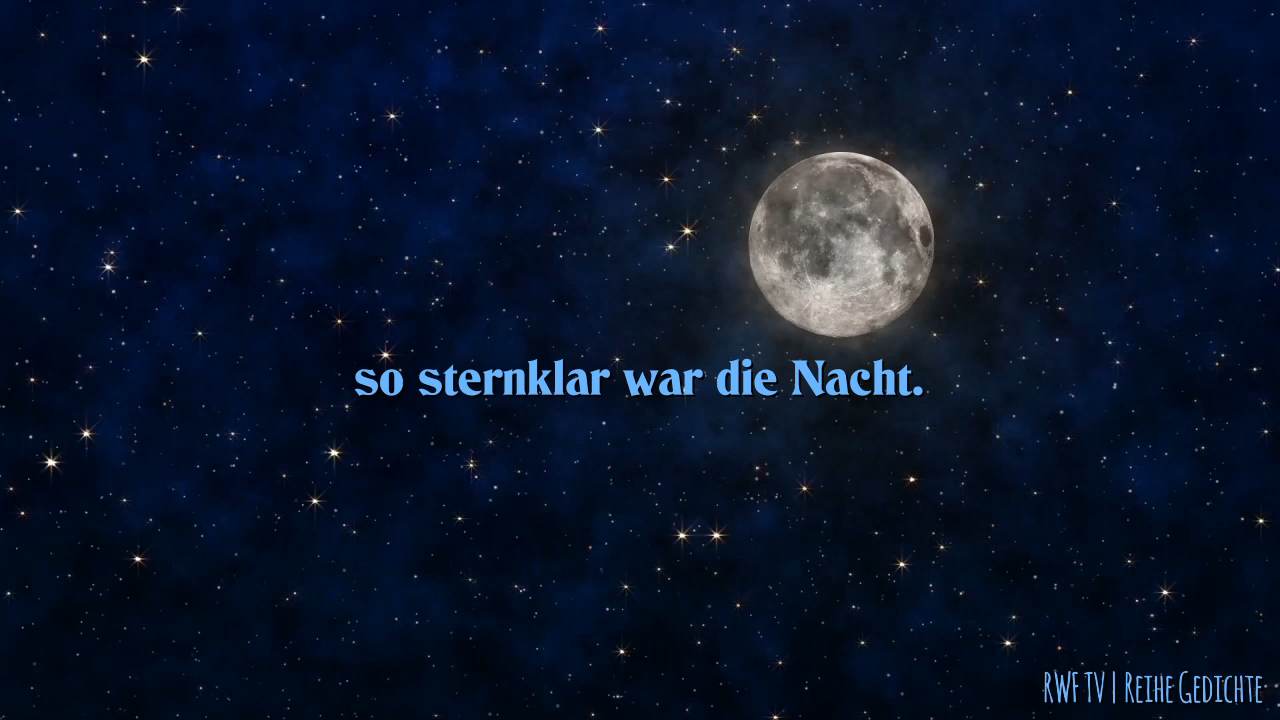 so sternklar war die Nacht.
RWF TV | Reihe Gedichte